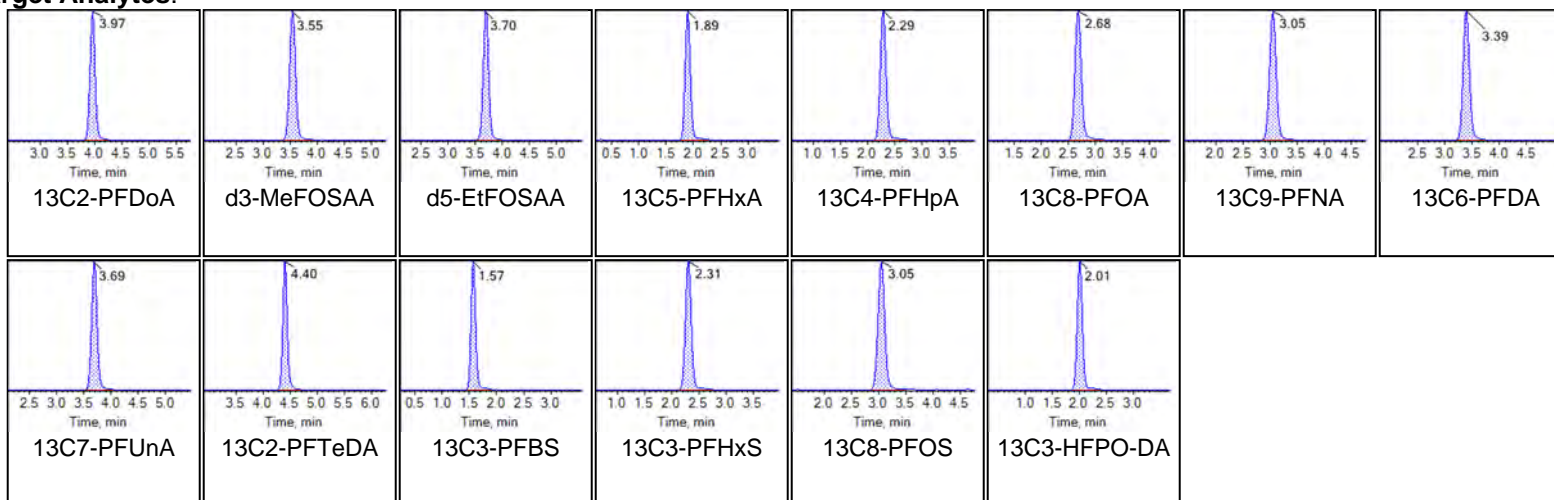 rget Analytes:
3.97 3.55 3.70 1.89 2.29 2.68 3.05 3.39
3.0 3.5 4.0 4.5 5.0 5.5 2.5 3.0 3.5 4.0 4.5 5.0 2.5 3.0 3.5 4.0 4.5 5.0 0.5 1.0 1.5 2.0 2.5 3.0 1.0 1.5 2.0 2.5 3.0 3.5 1.5 2.0 2.5 3.0 3.5 4.0 2.0 2.5 3.0 3.5 4.0 4.5 2.5 3.0 3.5 4.0 4.5
Time, min Time, min Time, min Time, min Time, min Time, min Time, min Time, min
13C2-PFDoA d3-MeFOSAA d5-EtFOSAA 13C5-PFHxA 13C4-PFHpA 13C8-PFOA 13C9-PFNA 13C6-PFDA
3.69 4.40 1.57 2.31 3.05 2.01
2.5 3.0 3.5 4.0 4.5 5.0 3.5 4.0 4.5 5.0 5.5 6.0 0.5 1.0 1.5 2.0 2.5 3.0 1.0 1.5 2.0 2.5 3.0 3.5 2.0 2.5 3.0 3.5 4.0 4.5 1.0 1.5 2.0 2.5 3.0
Time, min Time, min Time, min Time, min Time, min Time, min
13C7-PFUnA 13C2-PFTeDA 13C3-PFBS 13C3-PFHxS 13C8-PFOS 13C3-HFPO-DA